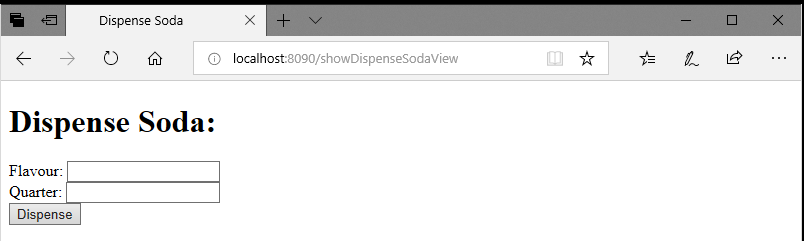 Dispense Soda
localhost:8090/showDispenseSodaView
Dispense Soda:
Flavour:
Quarter:
Dispense